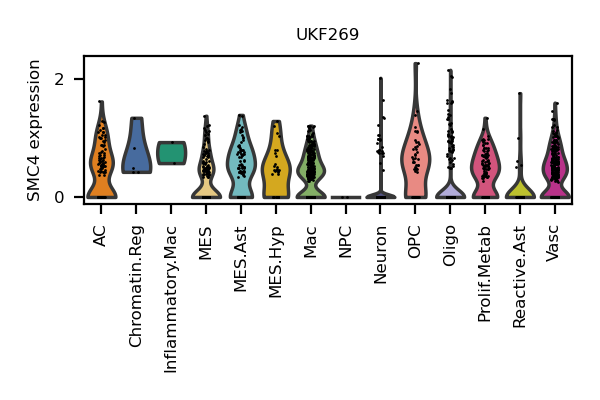 UKF269
SMC4 expression
2
0
AC
Chromatin.Reg
Inflammatory.Mac
MES
MES.Ast
MES.Hyp
Mac
NPC
Neuron
OPC
Oligo
Prolif.Metab
Reactive.Ast
Vasc